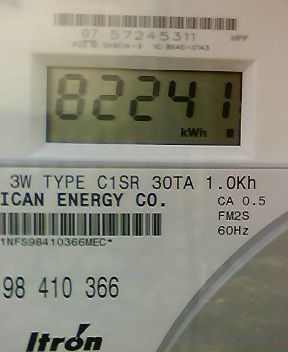 07 57245311 HPP
82241
kWh
3W TYPE C1SR 30TA 1.0Kh
ICAN ENERGY CO. CA 0.5
FM2S
1NFS98410366MEC* 60Hz
98 410 366
Itron